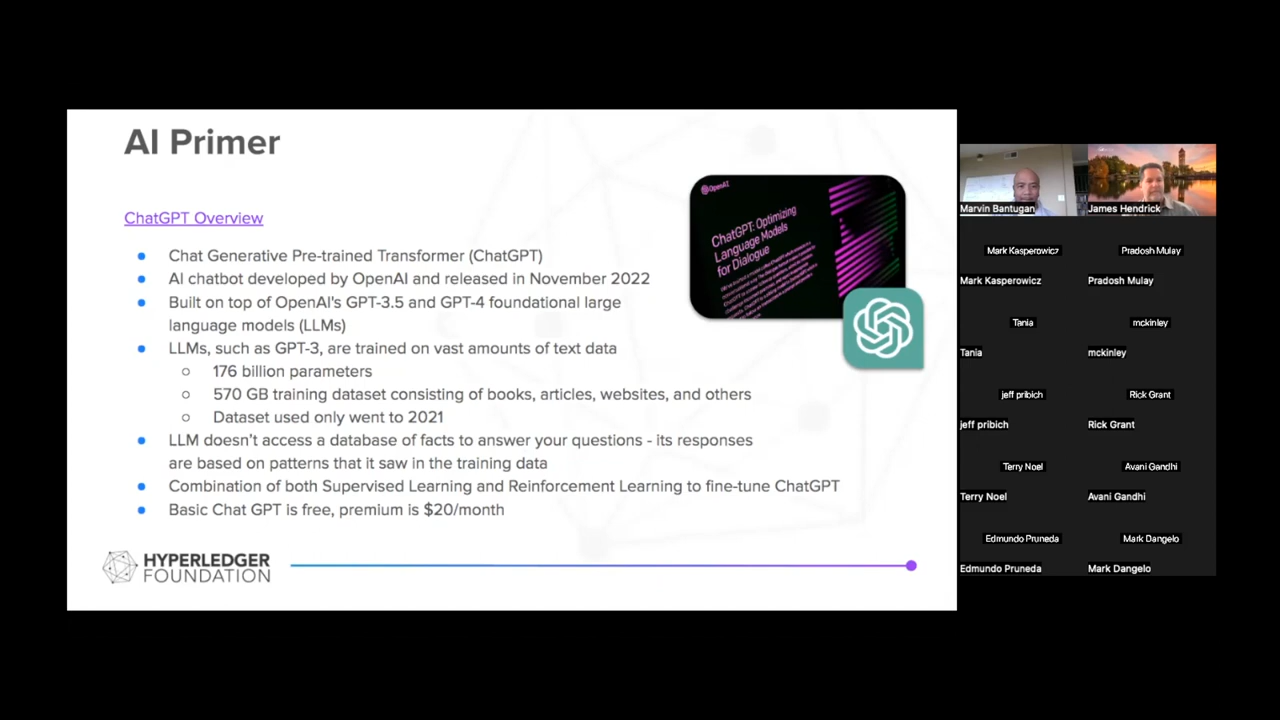 AI Primer
ChatGPT Overview
Chat Generative Pre-trained Transformer (ChatGPT)
AI chatbot developed by OpenAI and released in November 2022
Built on top of OpenAI's GPT-3.5 and GPT-4 foundational large
language models (LLMs)
LLMs, such as GPT-3, are trained on vast amounts of text data
176 billion parameters
570 GB training dataset consisting of books, articles, websites, and others
Dataset used only went to 2021
LLM doesn't access a database of facts to answer your questions - its responses
are based on patterns that it saw in the training data
Combination of both Supervised Learning and Reinforcement Learning to fine-tune ChatGPT
Basic Chat GPT is free, premium is $20/month
OpenAI
ChatGPT: Optimizing
Language Models
for Dialogue
HYPERLEDGER
FOUNDATION
Marvin Bantugan
James Hendrick
Mark Kasperowicz
Pradosh Mulay
Mark Kasperowicz
Pradosh Mulay
Tania
mckinley
Tania
mckinley
jeff pribich
Rick Grant
jeff pribich
Rick Grant
Terry Noel
Avani Gandhi
Terry Noel
Avani Gandhi
Edmundo Pruneda
Mark Dangelo
Edmundo Pruneda
Mark Dangelo